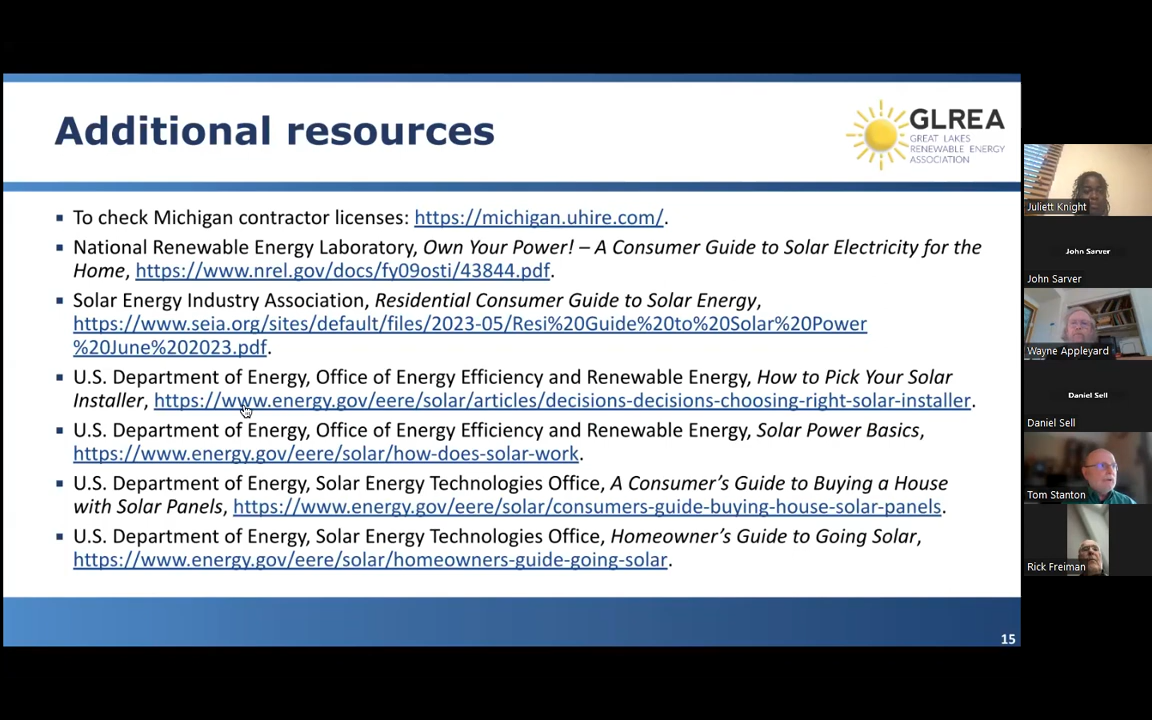 Additional resources
GLREA
GREAT LAKES
RENEWABLE ENERGY
ASSOCIATION
▪ To check Michigan contractor licenses: https://michigan.uhire.com/.
▪ National Renewable Energy Laboratory, Own Your Power! – A Consumer Guide to Solar Electricity for the
Home, https://www.nrel.gov/docs/fy09osti/43844.pdf.
▪ Solar Energy Industry Association, Residential Consumer Guide to Solar Energy,
https://www.seia.org/sites/default/files/2023-05/Resi%20Guide%20to%20Solar%20Power
%20June%202023.pdf.
▪ U.S. Department of Energy, Office of Energy Efficiency and Renewable Energy, How to Pick Your Solar
Installer, https://www.energy.gov/eere/solar/articles/decisions-decisions-choosing-right-solar-installer.
▪ U.S. Department of Energy, Office of Energy Efficiency and Renewable Energy, Solar Power Basics,
https://www.energy.gov/eere/solar/how-does-solar-work.
▪ U.S. Department of Energy, Solar Energy Technologies Office, A Consumer’s Guide to Buying a House
with Solar Panels, https://www.energy.gov/eere/solar/consumers-guide-buying-house-solar-panels.
▪ U.S. Department of Energy, Solar Energy Technologies Office, Homeowner’s Guide to Going Solar,
https://www.energy.gov/eere/solar/homeowners-guide-going-solar.
15
Juliett Knight
John Sarver
John Sarver
Wayne Appleyard
Daniel Sell
Daniel Sell
Tom Stanton
Rick Freiman